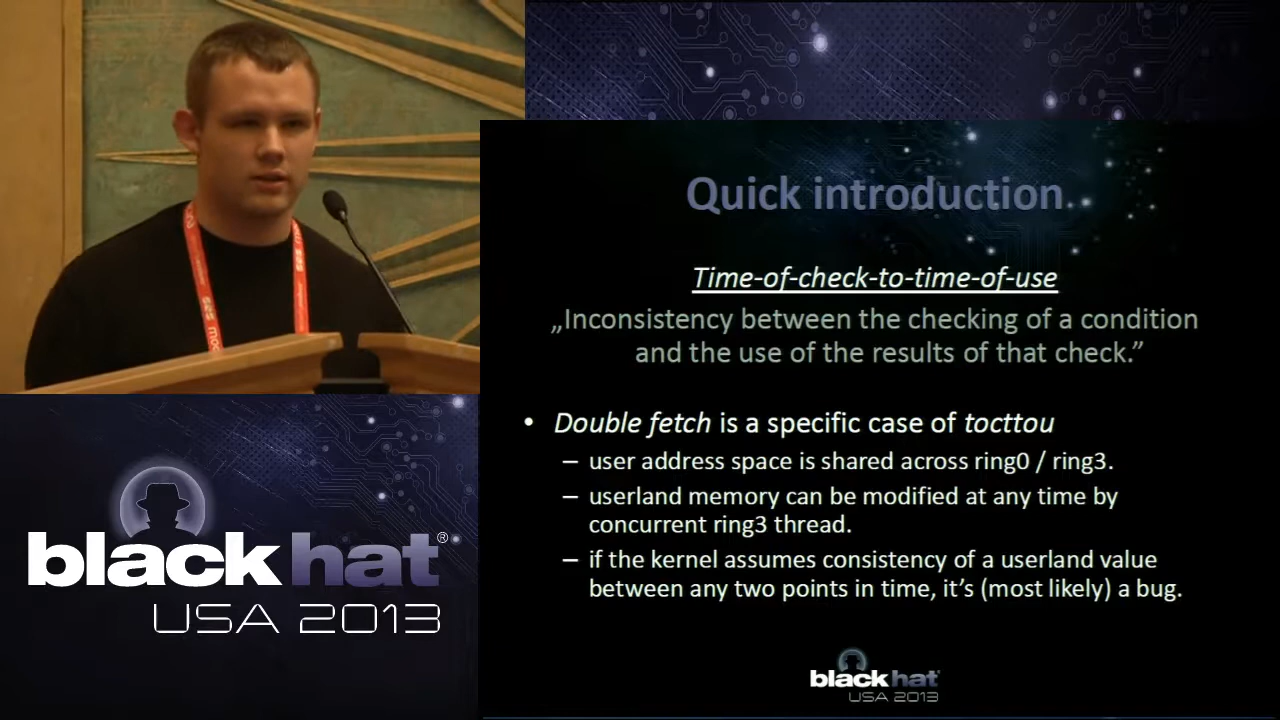 Quick introduction
Time-of-check-to-time-of-use
„Inconsistency between the checking of a condition
and the use of the results of that check.”
• Double fetch is a specific case of tocttou
– user address space is shared across ring0 / ring3.
– userland memory can be modified at any time by
concurrent ring3 thread.
– if the kernel assumes consistency of a userland value
between any two points in time, it’s (most likely) a bug.
black hat®
USA 2013
black hat
USA 2013